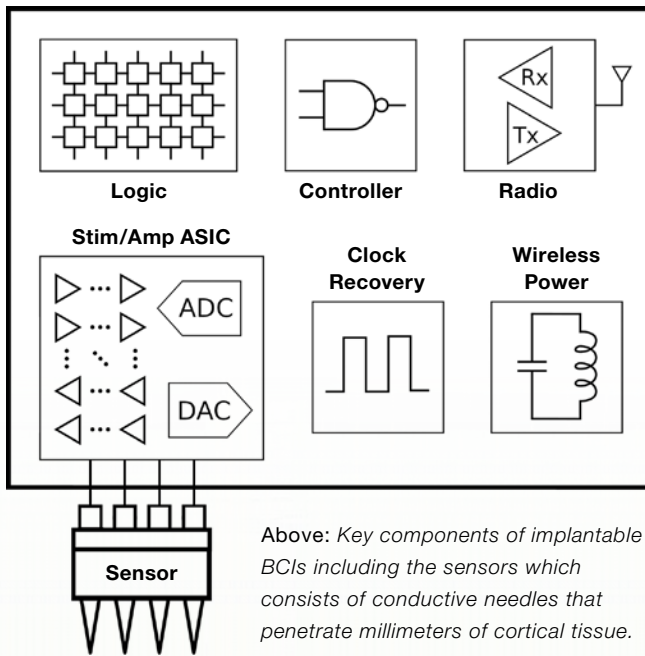 Rx
Tx
Logic
Controller
Radio
Stim/Amp ASIC
ADC
DAC
Clock
Recovery
Wireless
Power
Sensor
Above: Key components of implantable
BCIs including the sensors which
consists of conductive needles that
penetrate millimeters of cortical tissue.